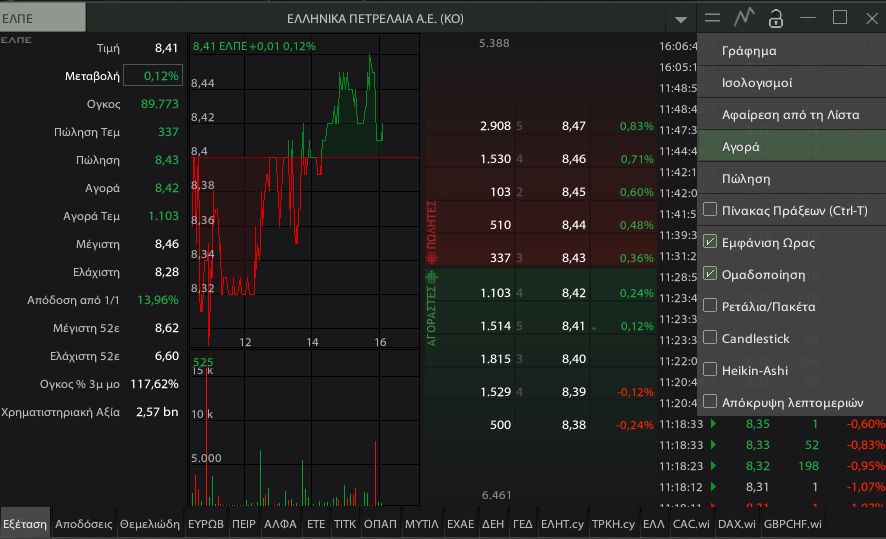 ΕΛΠΕ
ΕΛΛΗΝΙΚΑ ΠΕΤΡΕΛΑΙΑ Α.Ε. (ΚΟ)
ΕΛΠΕ
Τιμή 8,41
Μεταβολή 0,12%
Ογκος 89.773
Πώληση Τεμ 337
Πώληση 8,43
Αγορά 8,42
Αγορά Τεμ 1.103
Μέγιστη 8,46
Ελάχιστη 8,28
Απόδοση από 1/1 13,96%
Μέγιστη 52ε 8,62
Ελάχιστη 52ε 6,60
Ογκος % 3μ μο 117,62%
Χρηματιστηριακή Αξία 2,57 bn
8,41 ΕΛΠΕ +0,01 0,12%
8,44
8,42
8,4
8,38
8,36
8,34
8,32
12 14 16
525
15 k
10 k
5.000
5.388
2.908 5 8,47 0,83%
1.530 4 8,46 0,71%
103 2 8,45 0,60%
510 8,44 0,48%
337 3 8,43 0,36%
1.103 4 8,42 0,24%
1.514 5 8,41 0,12%
1.815 3 8,40
1.529 4 8,39 -0,12%
500 8,38 -0,24%
6.461
ΠΩΛΗΤΕΣ
ΑΓΟΡΑΣΤΕΣ
16:06:4
16:05:1
11:48:5
11:48:4
11:47:3
11:44:4
11:42:1
11:42:0
11:41:5
11:39:3
11:31:2
11:28:5
11:23:4
11:23:3
11:23:3
11:22:0
11:20:4
11:20:4
11:18:33 8,35 1 -0,60%
11:18:33 8,33 52 -0,83%
11:18:23 8,32 198 -0,95%
11:18:12 8,31 1 -1,07%
11:18:11 8,31 1 -1,07%
Γράφημα
Ισολογισμοί
Αφαίρεση από τη Λίστα
Αγορά
Πώληση
Πίνακας Πράξεων (Ctrl-T)
Εμφάνιση Ωρας
Ομαδοποίηση
Ρετάλια/Πακέτα
Candlestick
Heikin-Ashi
Απόκρυψη λεπτομεριών
Εξέταση Αποδόσεις Θεμελιώδη ΕΥΡΩΒ ΠΕΙΡ ΑΛΦΑ ΕΤΕ ΤΙΤΚ ΟΠΑΠ ΜΥΤΙΛ ΕΧΑΕ ΔΕΗ ΓΕΔ ΕΛΗΤ.cy ΤΡΚΗ.cy ΕΛΛ CAC.wi DAX.wi GBPCHF.wi